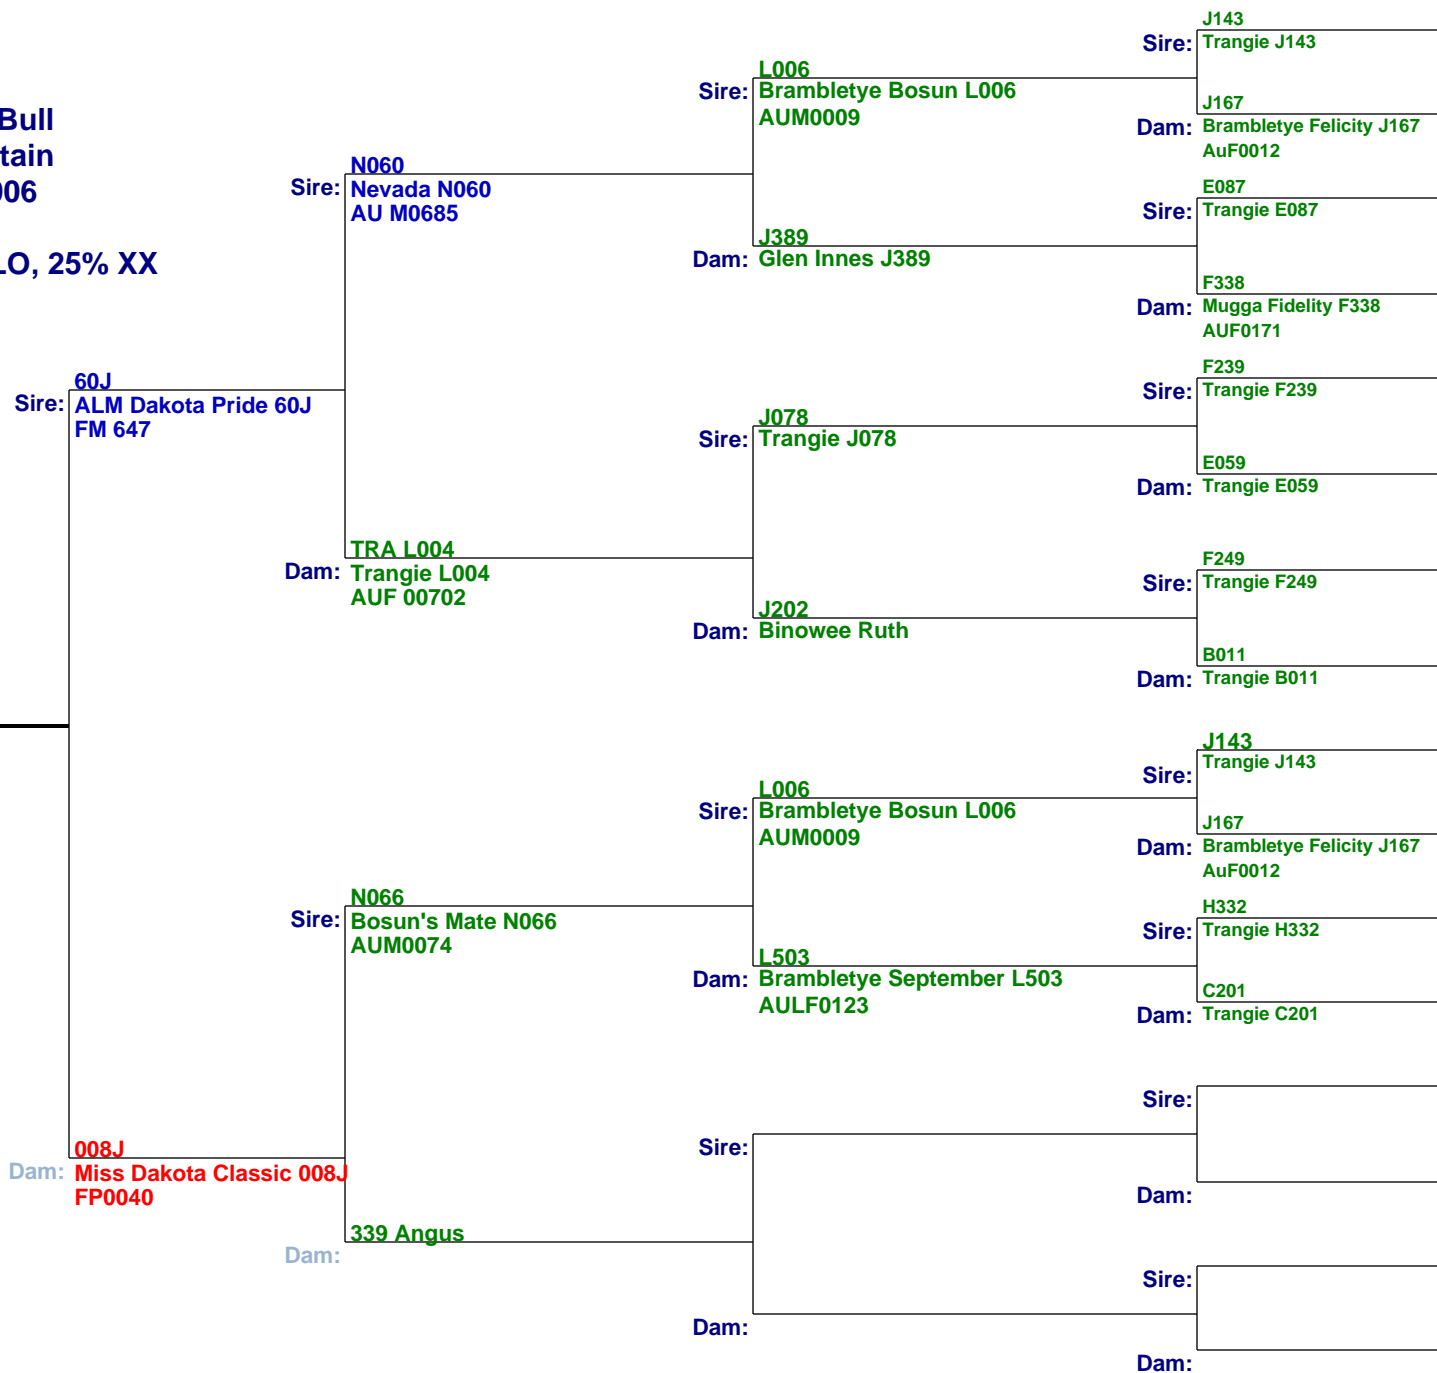 Bull
tain
006
LO, 25% XX
Sire:
60J
ALM Dakota Pride 60J
FM 647
Dam:
008J
Miss Dakota Classic 008J
FP0040
Sire:
N060
Nevada N060
AU M0685
Dam:
TRA L004
Trangie L004
AUF 00702
Sire:
N066
Bosun's Mate N066
AUM0074
Dam:
339 Angus
Sire:
L006
Brambletye Bosun L006
AUM0009
Dam:
J389
Glen Innes J389
Sire:
J078
Trangie J078
Dam:
J202
Binowee Ruth
Sire:
L006
Brambletye Bosun L006
AUM0009
Dam:
L503
Brambletye September L503
AULF0123
Sire:
Dam:
Sire:
J143
Trangie J143
Dam:
J167
Brambletye Felicity J167
AuF0012
Sire:
E087
Trangie E087
Dam:
F338
Mugga Fidelity F338
AUF0171
Sire:
F239
Trangie F239
Dam:
E059
Trangie E059
Sire:
F249
Trangie F249
Dam:
B011
Trangie B011
Sire:
J143
Trangie J143
Dam:
J167
Brambletye Felicity J167
AuF0012
Sire:
H332
Trangie H332
Dam:
C201
Trangie C201
Sire:
Dam:
Sire:
Dam: